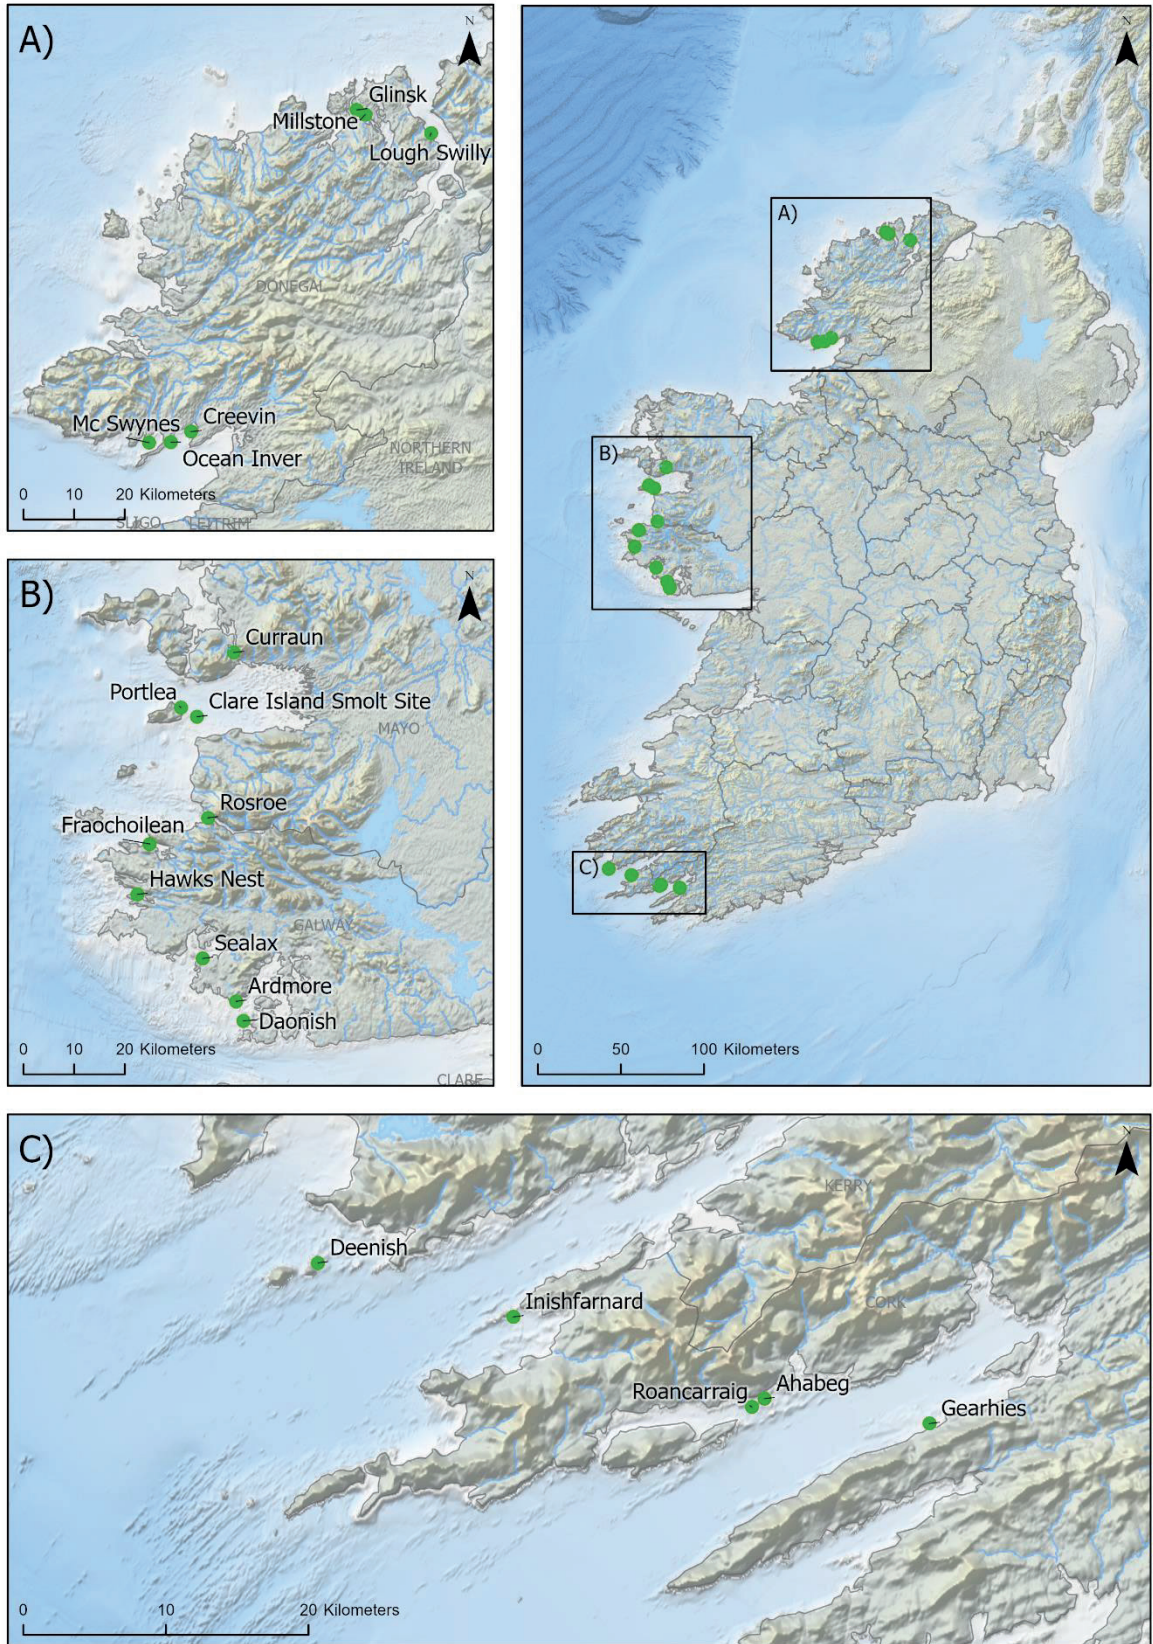 A)
N
Glinsk
Millstone
Lough Swilly
DONEGAL
Mc Swynes
Creevin
Ocean Inver
NORTHERN
IRELAND
0 10 20 Kilometers
SLIGO LEITRIM
B)
N
Curraun
Portlea
Clare Island Smolt Site
MAYO
Rosroe
Fraochoilean
Hawks Nest
GALWAY
Sealax
Ardmore
Daonish
0 10 20 Kilometers
CLARE
N
A)
B)
C)
0 50 100 Kilometers
C)
N
KERRY
Deenish
Inishfarnard
CORK
Roancarraig
Ahabeg
Gearhies
0 10 20 Kilometers